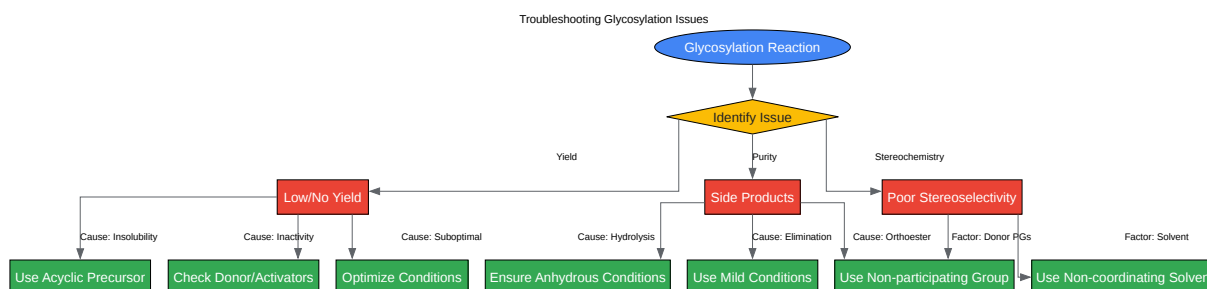 Troubleshooting Glycosylation Issues
Glycosylation Reaction
Identify Issue
Yield
Purity
Stereochemistry
Low/No Yield
Side Products
Poor Stereoselectivity
Cause: Insolubility
Cause: Inactivity
Cause: Suboptimal
Cause: Hydrolysis
Cause: Elimination
Cause: Orthoester
Factor: Donor PGs
Factor: Solvent
Use Acyclic Precursor
Check Donor/Activators
Optimize Conditions
Ensure Anhydrous Conditions
Use Mild Conditions
Use Non-participating Group
Use Non-coordinating Solven